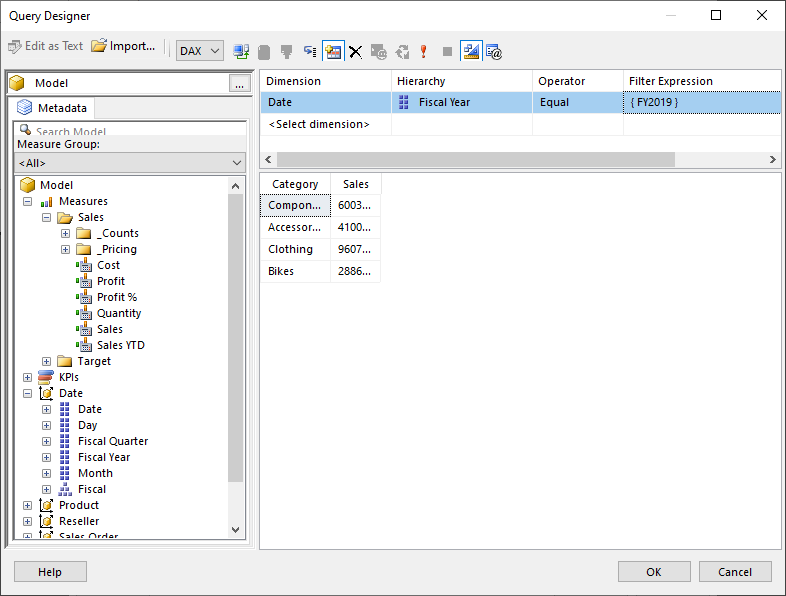 Query Designer
Edit as Text Import... DAX
Model ...
Metadata
Search Model
Measure Group:
<All>
Model
Measures
Sales
_Counts
_Pricing
Cost
Profit
Profit %
Quantity
Sales
Sales YTD
Target
KPIs
Date
Date
Day
Fiscal Quarter
Fiscal Year
Month
Fiscal
Product
Reseller
Sales Order
Dimension Hierarchy Operator Filter Expression
Date Fiscal Year Equal { FY2019 }
<Select dimension>
Category Sales
Compon... 6003...
Accessor... 4100...
Clothing 9607...
Bikes 2886...
Help OK Cancel